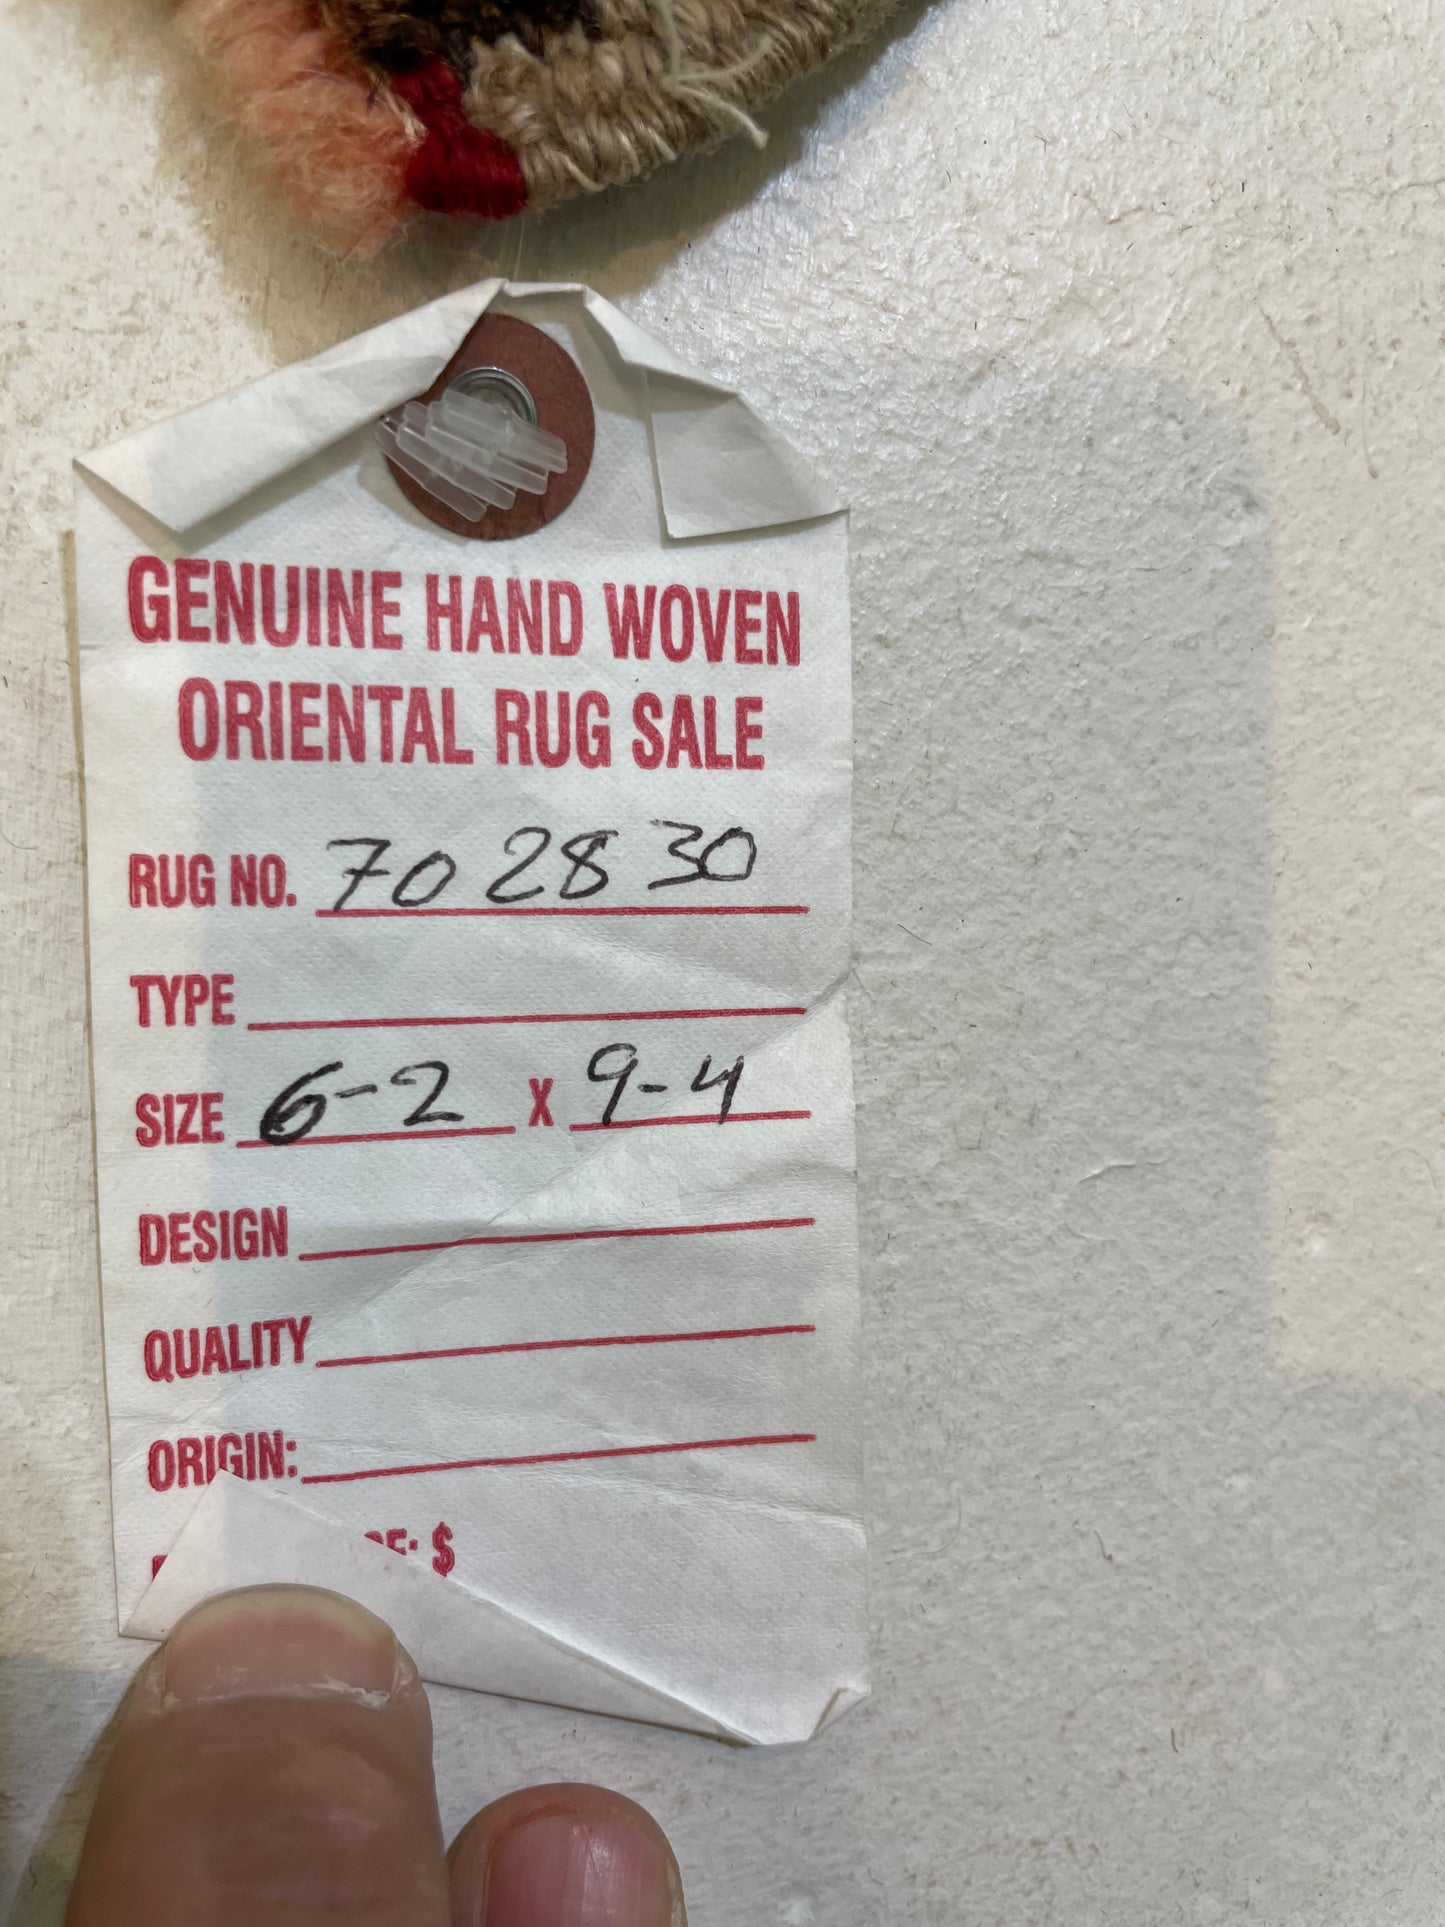 GENUINE HAND WOVEN
ORIENTAL RUG SALE
RUG NO. 702830
TYPE
SIZE 6-2 X 9-4
DESIGN
QUALITY
ORIGIN:
$